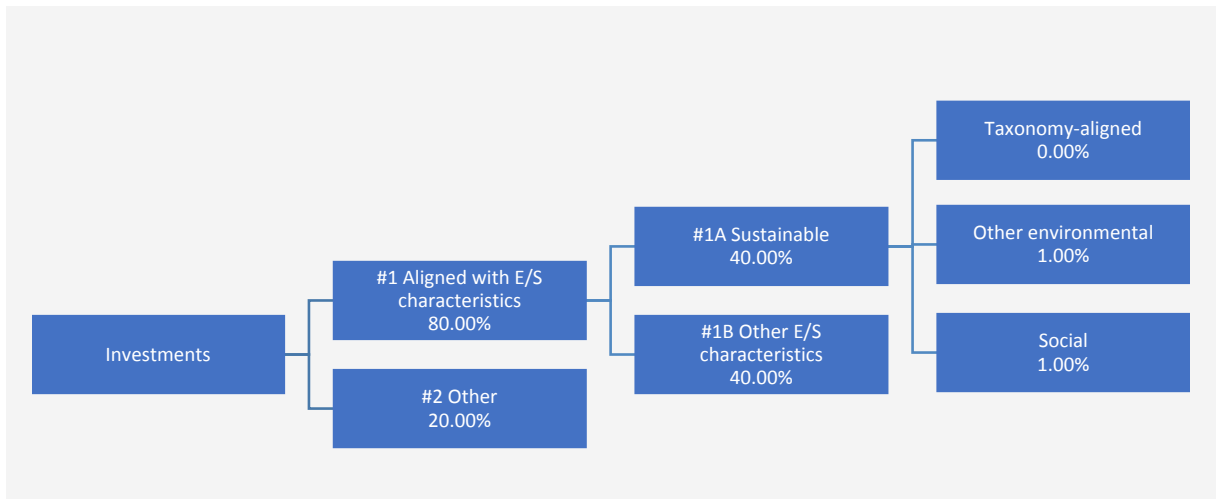 Investments
#1 Aligned with E/S
characteristics
80.00%
#2 Other
20.00%
#1A Sustainable
40.00%
#1B Other E/S
characteristics
40.00%
Taxonomy-aligned
0.00%
Other environmental
1.00%
Social
1.00%